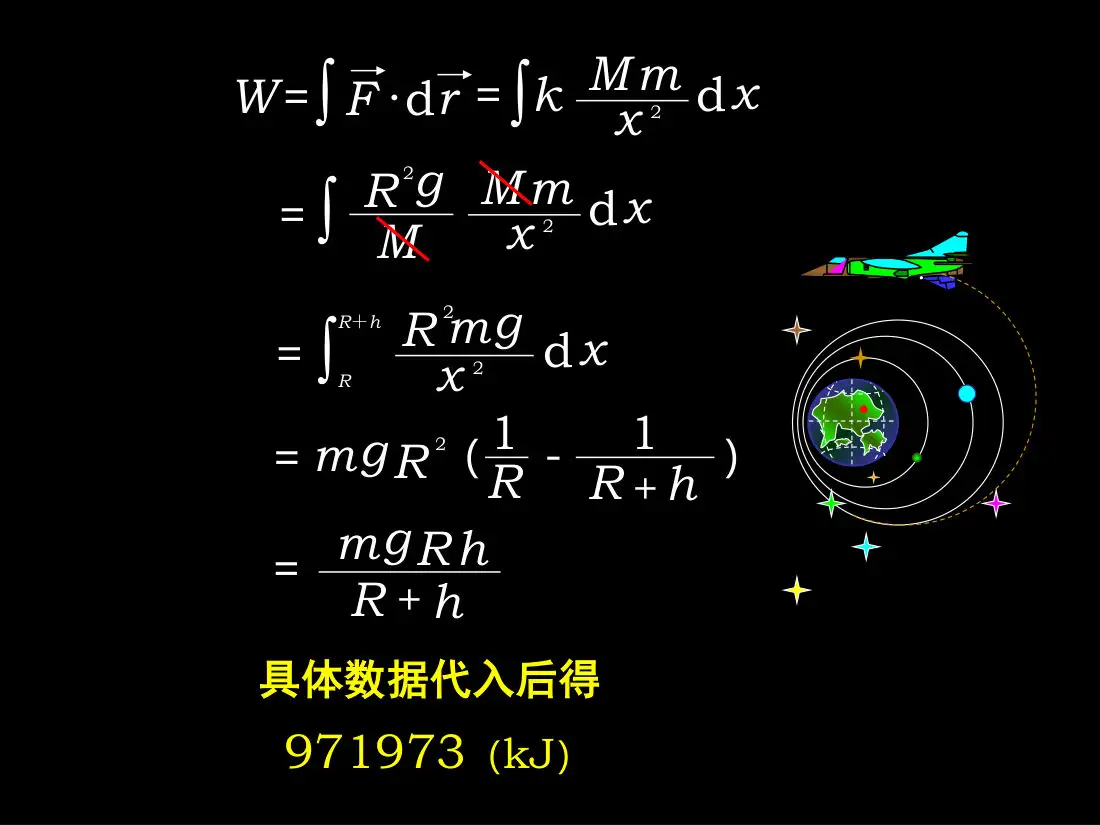 W=∫F⃗·dr⃗=∫k Mm/x² dx
=∫ R²g/M Mm/x² dx
=∫_R^{R+h} R²mg/x² dx
=mgR²(1/R - 1/(R+h))
= mgRh/(R+h)
具体数据代入后得
971973 (kJ)